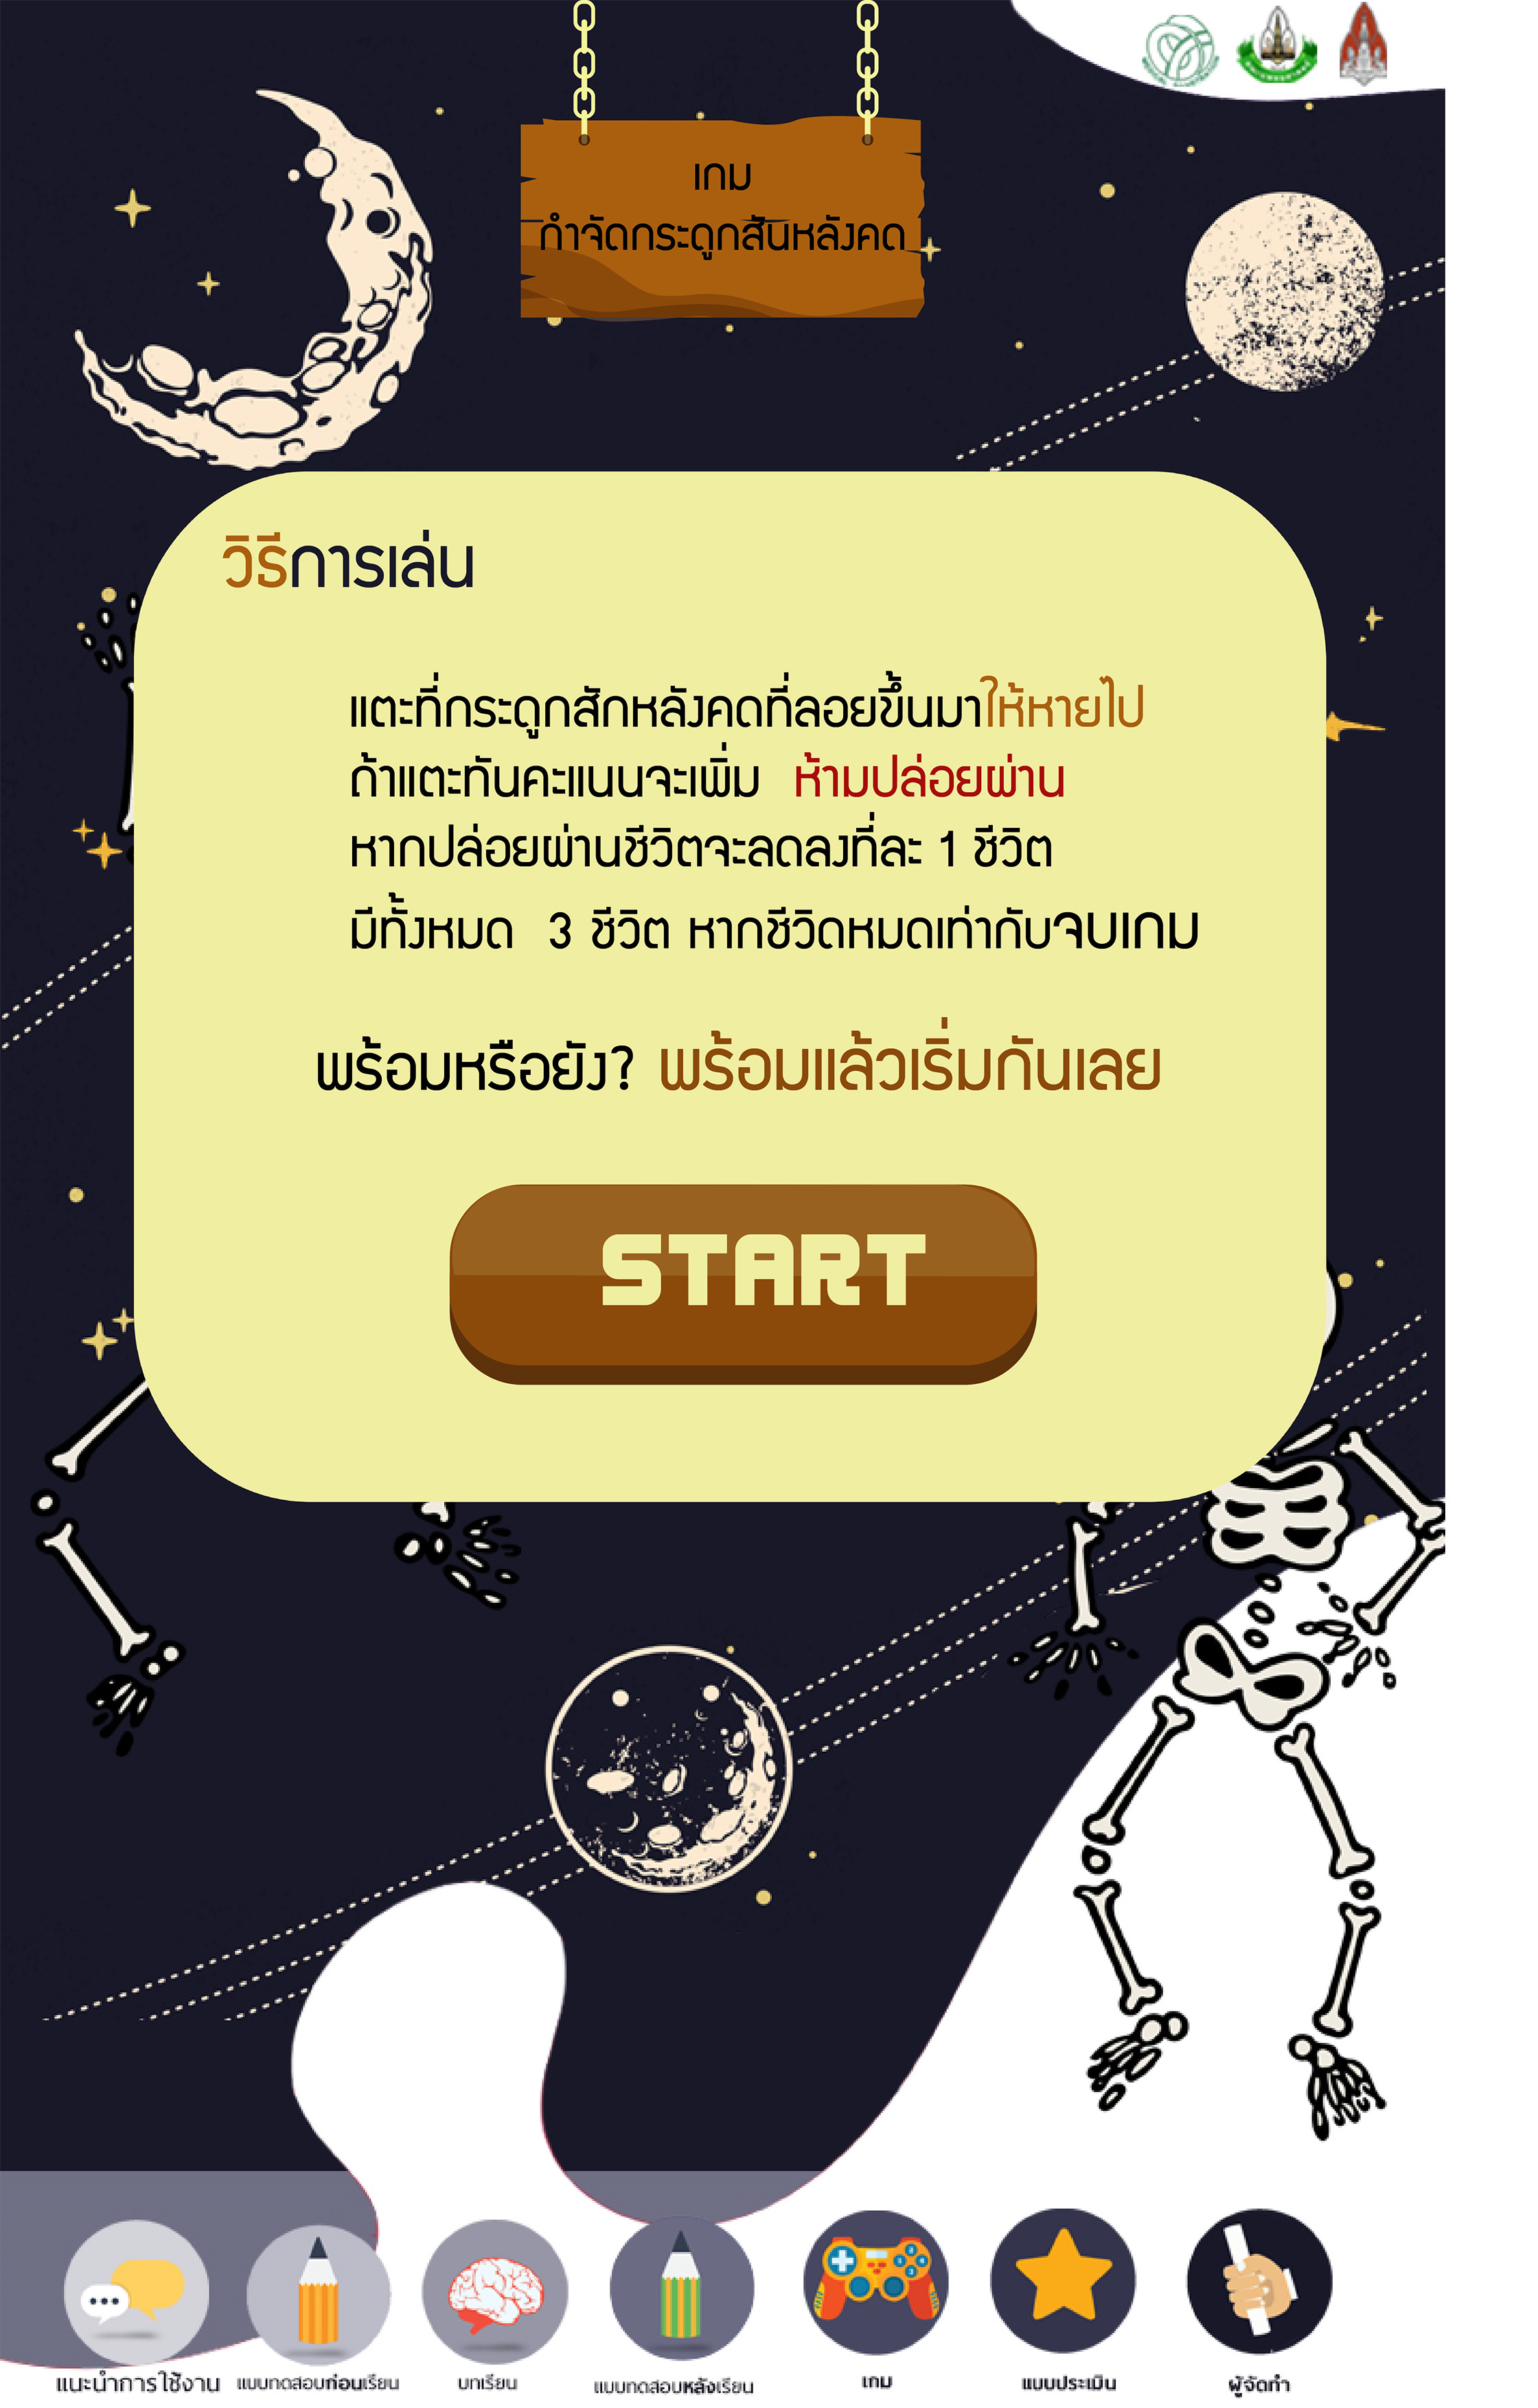 เกม
กำจัดกระดูกสันหลังคด
วิธีการเล่น
แตะที่กระดูกสักหลังคดที่ลอยขึ้นมาให้หายไป
ถ้าแตะทันคะแนนจะเพิ่ม ห้ามปล่อยผ่าน
หากปล่อยผ่านชีวิตจะลดลงที่ละ 1 ชีวิต
มีทั้งหมด 3 ชีวิต หากชีวิดหมดเท่ากับจบเกม
พร้อมหรือยัง? พร้อมแล้วเริ่มกันเลย
START
แนะนำการใช้งาน แบบทดสอบก่อนเรียน บทเรียน แบบทดสอบหลังเรียน เกม แบบประเมิน ผู้จัดทำ